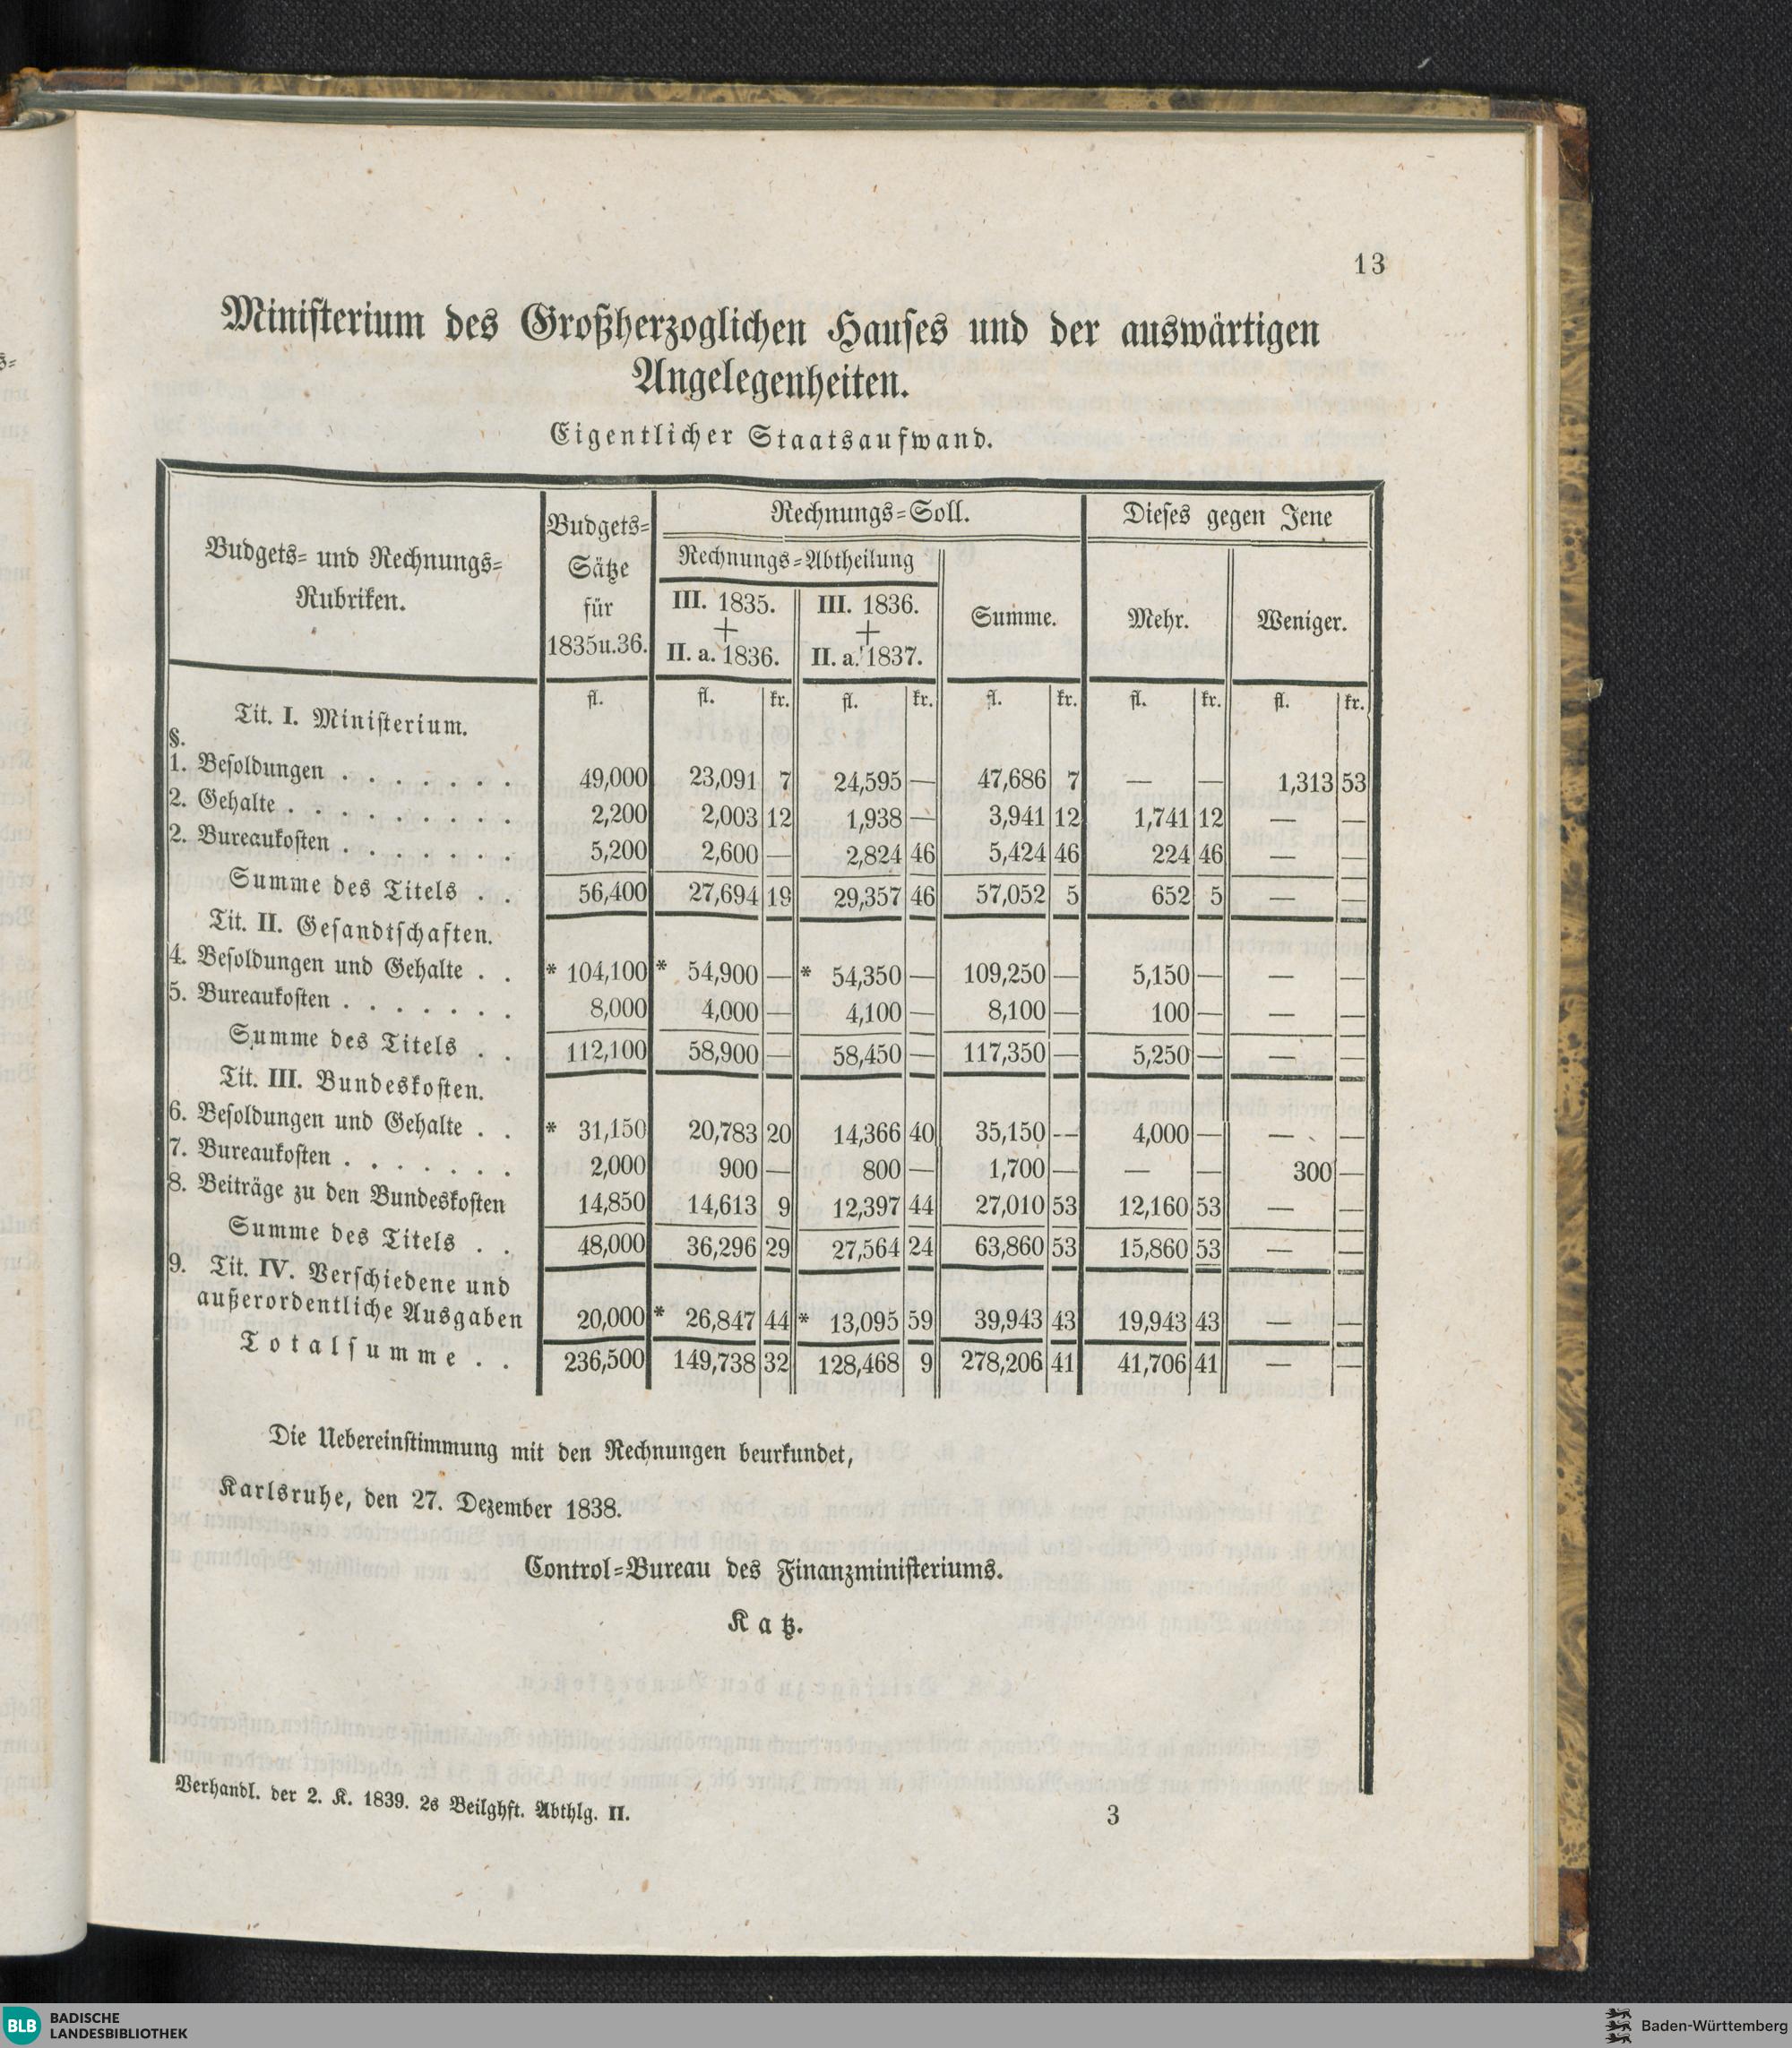 13
Ministerium des Großherzoglichen Hauses und der auswärtigen
Angelegenheiten.
Eigentlicher Staatsaufwand.
Budgets= und Rechnungs=
Rubriken.
Budgets=
Sätze
für
1835u.36.
Rechnungs=Soll.
Rechnungs=Abtheilung
III. 1835.
+
II. a. 1836.
III. 1836.
+
II. a. 1837.
Summe.
Dieses gegen Jene
Mehr.
Weniger.
fl. fl. kr. fl. kr. fl. kr. fl. kr. fl. kr.
Tit. I. Ministerium.
§.
1. Besoldungen . . . . . . . 49,000 23,091 7 24,595 — 47,686 7 — — 1,313 53
2. Gehalte . . . . . . . . . 2,200 2,003 12 1,938 — 3,941 12 1,741 12 — —
2. Bureaukosten . . . . . . . 5,200 2,600 — 2,824 46 5,424 46 224 46 — —
Summe des Titels . . 56,400 27,694 19 29,357 46 57,052 5 652 5 — —
Tit. II. Gesandtschaften.
4. Besoldungen und Gehalte . . * 104,100 * 54,900 — * 54,350 — 109,250 — 5,150 — — —
5. Bureaukosten . . . . . . . 8,000 4,000 — 4,100 — 8,100 — 100 — — —
Summe des Titels . . 112,100 58,900 — 58,450 — 117,350 — 5,250 — — —
Tit. III. Bundeskosten.
6. Besoldungen und Gehalte . . * 31,150 20,783 20 14,366 40 35,150 — 4,000 — — —
7. Bureaukosten . . . . . . . 2,000 900 — 800 — 1,700 — — — 300 —
8. Beiträge zu den Bundeskosten 14,850 14,613 9 12,397 44 27,010 53 12,160 53 — —
Summe des Titels . . 48,000 36,296 29 27,564 24 63,860 53 15,860 53 — —
9. Tit. IV. Verschiedene und
außerordentliche Ausgaben 20,000 * 26,847 44 * 13,095 59 39,943 43 19,943 43 — —
Totalsumme . . 236,500 149,738 32 128,468 9 278,206 41 41,706 41 — —
Die Uebereinstimmung mit den Rechnungen beurkundet,
Karlsruhe, den 27. Dezember 1838.
Control=Bureau des Finanzministeriums.
Katz.
Verhandl. der 2. K. 1839. 2s Beilghft. Abthlg. II.
3
BLB BADISCHE
LANDESBIBLIOTHEK
Baden-Württemberg